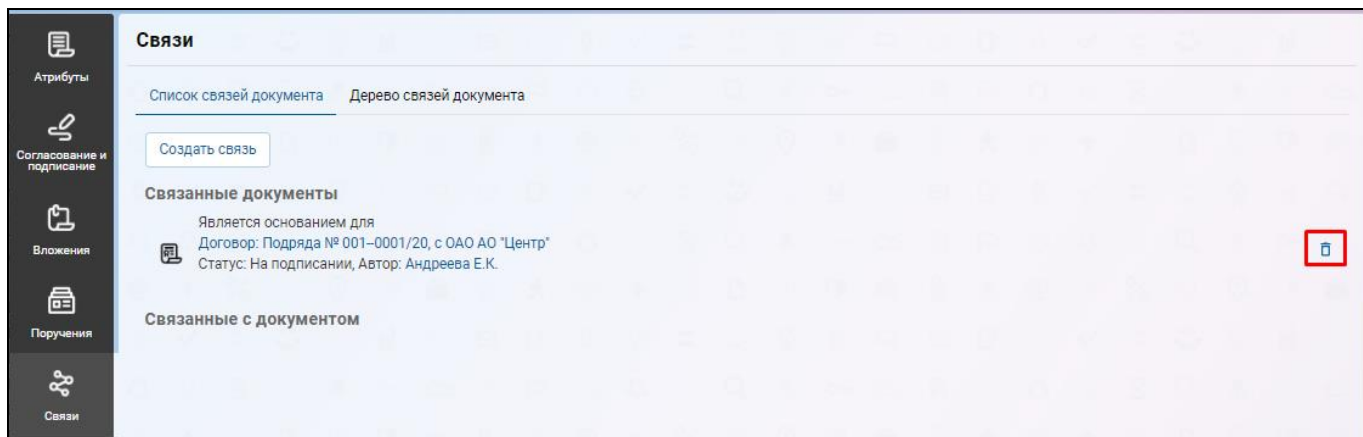 Атрибуты
Согласование и
подписание
Вложения
Поручения
Связи
Связи
Список связей документа Дерево связей документа
Создать связь
Связанные документы
Является основанием для
Договор: Подряда № 001–0001/20, с ОАО АО "Центр"
Статус: На подписании, Автор: Андреева Е.К.
Связанные с документом